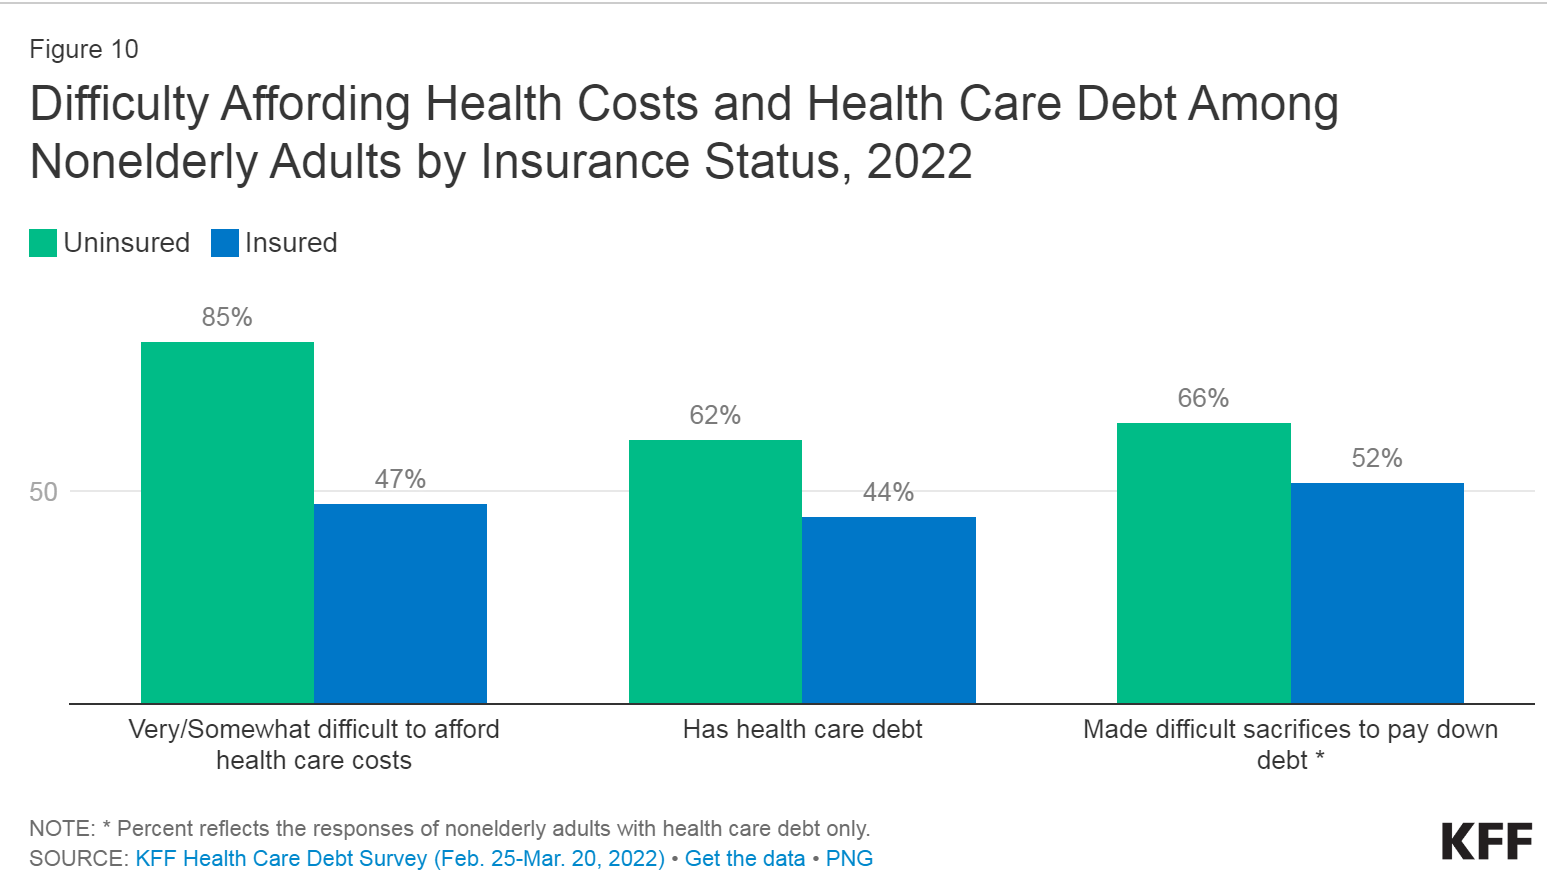 Figure 10
Difficulty Affording Health Costs and Health Care Debt Among
Nonelderly Adults by Insurance Status, 2022
Uninsured Insured
85%
47%
62%
44%
66%
52%
50
Very/Somewhat difficult to afford
health care costs
Has health care debt
Made difficult sacrifices to pay down
debt *
NOTE: * Percent reflects the responses of nonelderly adults with health care debt only.
SOURCE: KFF Health Care Debt Survey (Feb. 25-Mar. 20, 2022) • Get the data • PNG
KFF